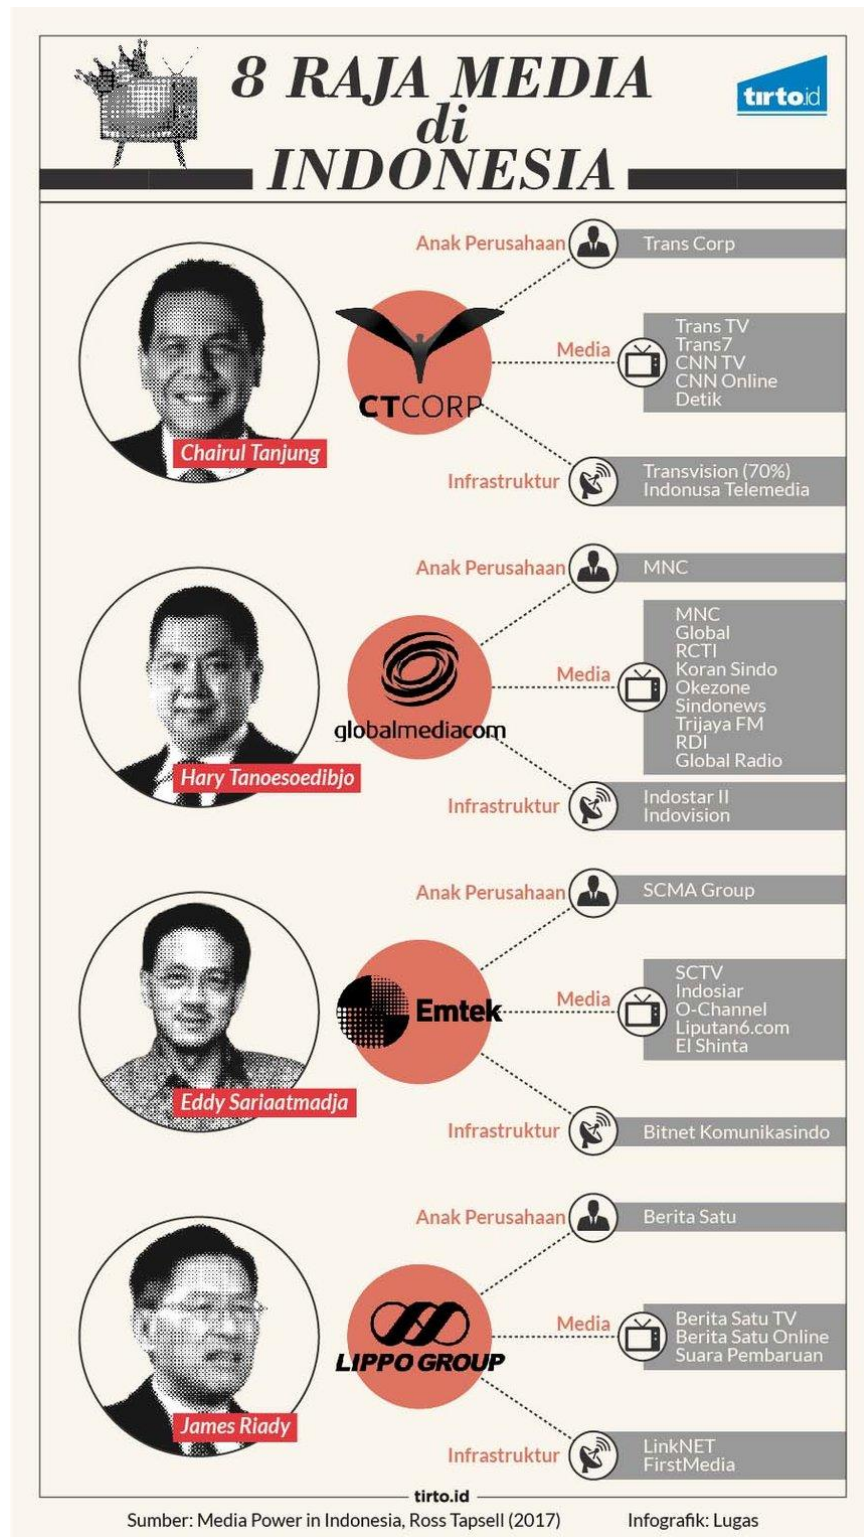 8 RAJA MEDIA
di
INDONESIA
tirto.id
Anak Perusahaan
Trans Corp
Media
Trans TV
Trans7
CNN TV
CNN Online
Detik
CTCORP
Chairul Tanjung
Infrastruktur
Transvision (70%)
Indonusa Telemedia
Anak Perusahaan
MNC
Media
MNC
Global
RCTI
Koran Sindo
Okezone
Sindonews
Trijaya FM
RDI
Global Radio
globalmediacom
Hary Tanoesoedibjo
Infrastruktur
Indostar II
Indovision
Anak Perusahaan
SCMA Group
Media
SCTV
Indosiar
O-Channel
Liputan6.com
El Shinta
Emtek
Eddy Sariaatmadja
Infrastruktur
Bitnet Komunikasindo
Anak Perusahaan
Berita Satu
Media
Berita Satu TV
Berita Satu Online
Suara Pembaruan
LIPPO GROUP
James Riady
Infrastruktur
LinkNET
FirstMedia
tirto.id
Sumber: Media Power in Indonesia, Ross Tapsell (2017)
Infografik: Lugas